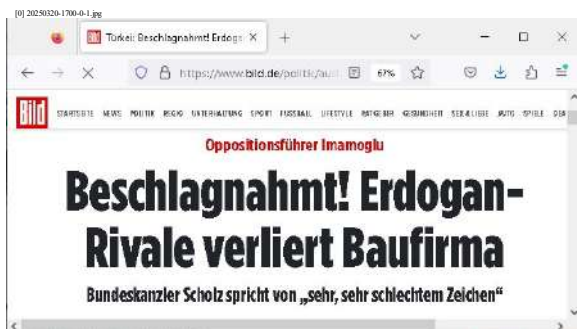 [0] 20250320-1700-0-1.jpg
Türkei: Beschlagnahmt! Erdoga
https://www.bild.de/politik/aus
67%
Bild
STARTSEITE NEWS POLITIK REGIO UNTERHALTUNG SPORT FUSSBALL LIFESTYLE RATGEBER GESUNDHEIT SEX & LIEBE AUTO SPIELE DEA
Oppositionsführer Imamoglu
Beschlagnahmt! Erdogan-
Rivale verliert Baufirma
Bundeskanzler Scholz spricht von „sehr, sehr schlechtem Zeichen“